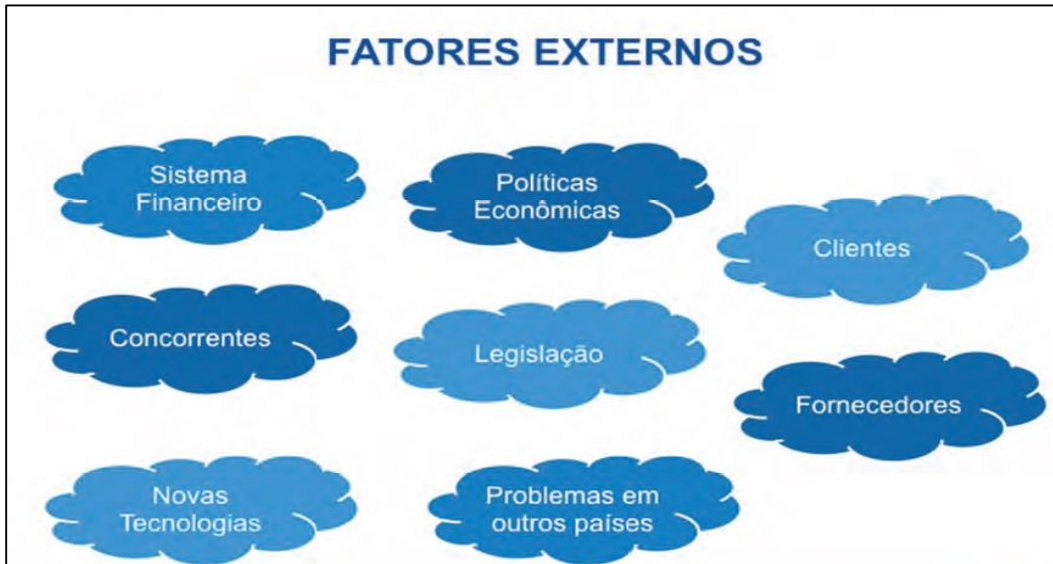 FATORES EXTERNOS
Sistema
Financeiro
Políticas
Econômicas
Clientes
Concorrentes
Legislação
Fornecedores
Novas
Tecnologias
Problemas em
outros países